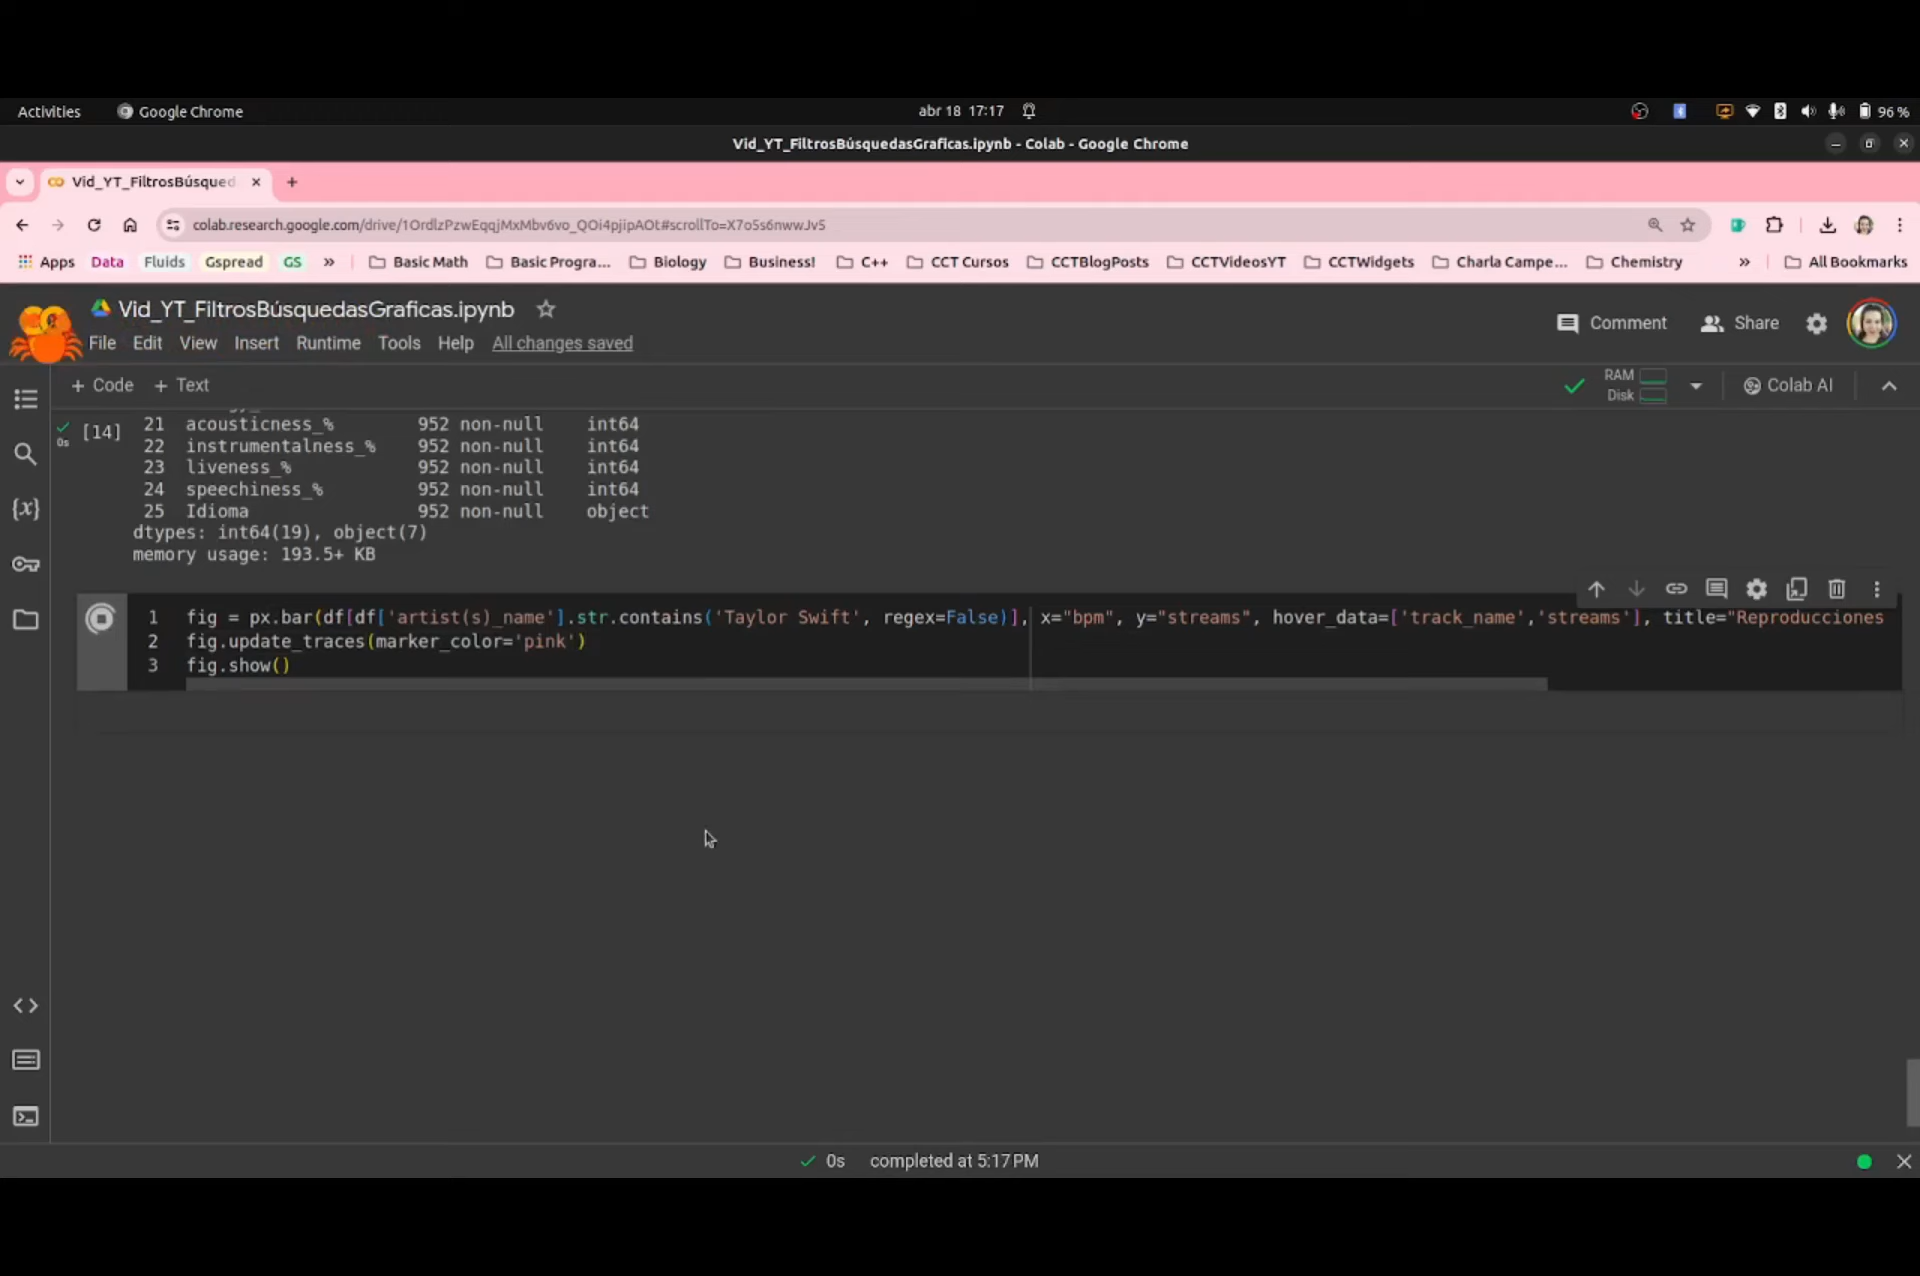 Activities Google Chrome abr 18 17:17 96 %
Vid_YT_FiltrosBúsquedasGraficas.ipynb - Colab - Google Chrome
Vid_YT_FiltrosBúsqued
colab.research.google.com/drive/1OrdlzPzwEqqjMxMbv6vo_QOi4pjipAOt#scrollTo=X7o5s6nwwJv5
Apps Data Fluids Gspread GS » Basic Math Basic Progra... Biology Business! C++ CCT Cursos CCTBlogPosts CCTVideosYT CCTWidgets Charla Campe... Chemistry » All Bookmarks
Vid_YT_FiltrosBúsquedasGraficas.ipynb
Comment Share
File Edit View Insert Runtime Tools Help All changes saved
+ Code + Text RAM Disk Colab AI
0s [14] 21 acousticness_% 952 non-null int64
22 instrumentalness_% 952 non-null int64
23 liveness_% 952 non-null int64
24 speechiness_% 952 non-null int64
25 Idioma 952 non-null object
dtypes: int64(19), object(7)
memory usage: 193.5+ KB
1 fig = px.bar(df[df['artist(s)_name'].str.contains('Taylor Swift', regex=False)], x="bpm", y="streams", hover_data=['track_name','streams'], title="Reproducciones
2 fig.update_traces(marker_color='pink')
3 fig.show()
0s completed at 5:17 PM